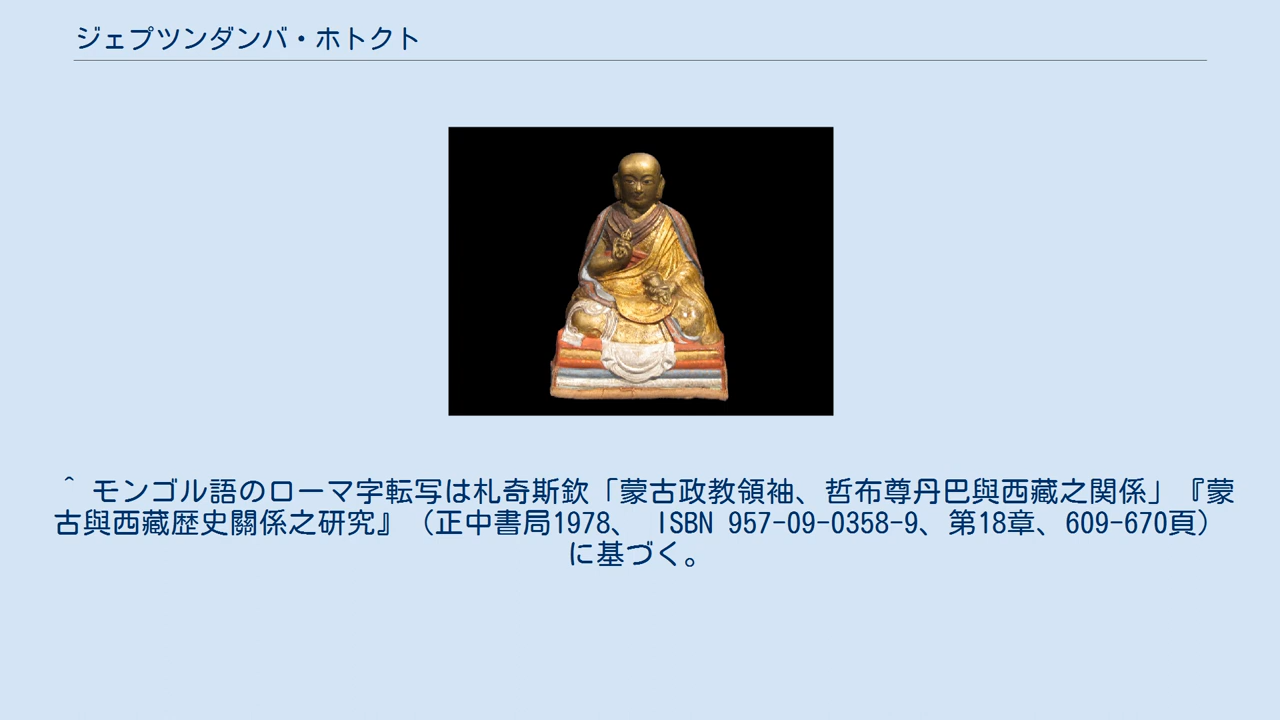 ジェプツンダンバ・ホトクト
^ モンゴル語のローマ字転写は札奇斯欽「蒙古政教領袖、哲布尊丹巴與西藏之関係」『蒙
古與西藏歴史關係之研究』（正中書局1978、 ISBN 957-09-0358-9、第18章、609-670頁）
に基づく。